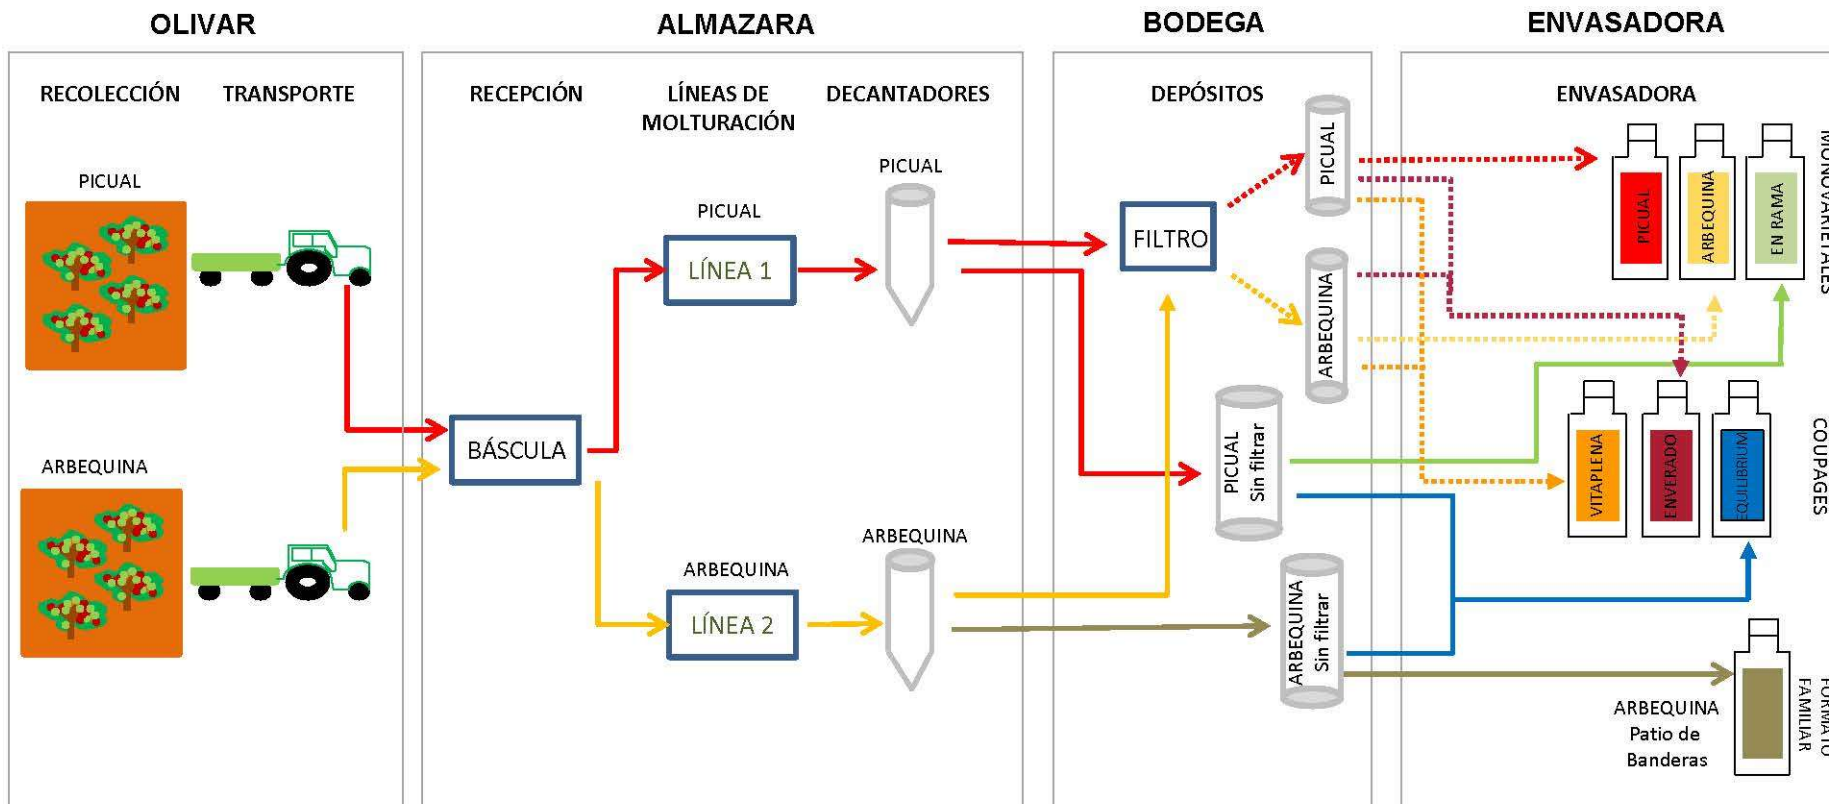 OLIVAR
ALMAZARA
BODEGA
ENVASADORA
RECOLECCIÓN
TRANSPORTE
RECEPCIÓN
LÍNEAS DE
MOLTURACIÓN
DECANTADORES
DEPÓSITOS
ENVASADORA
PICUAL
ARBEQUINA
BÁSCULA
PICUAL
LÍNEA 1
ARBEQUINA
LÍNEA 2
PICUAL
ARBEQUINA
FILTRO
PICUAL
ARBEQUINA
PICUAL
Sin filtrar
ARBEQUINA
Sin filtrar
PICUAL
ARBEQUINA
EN RAMA
MONOVARIETALES
VITAPLENA
ENVERADO
EQUILIBRIUM
COUPAGES
ARBEQUINA
Patio de
Banderas
FORMATO
FAMILIAR